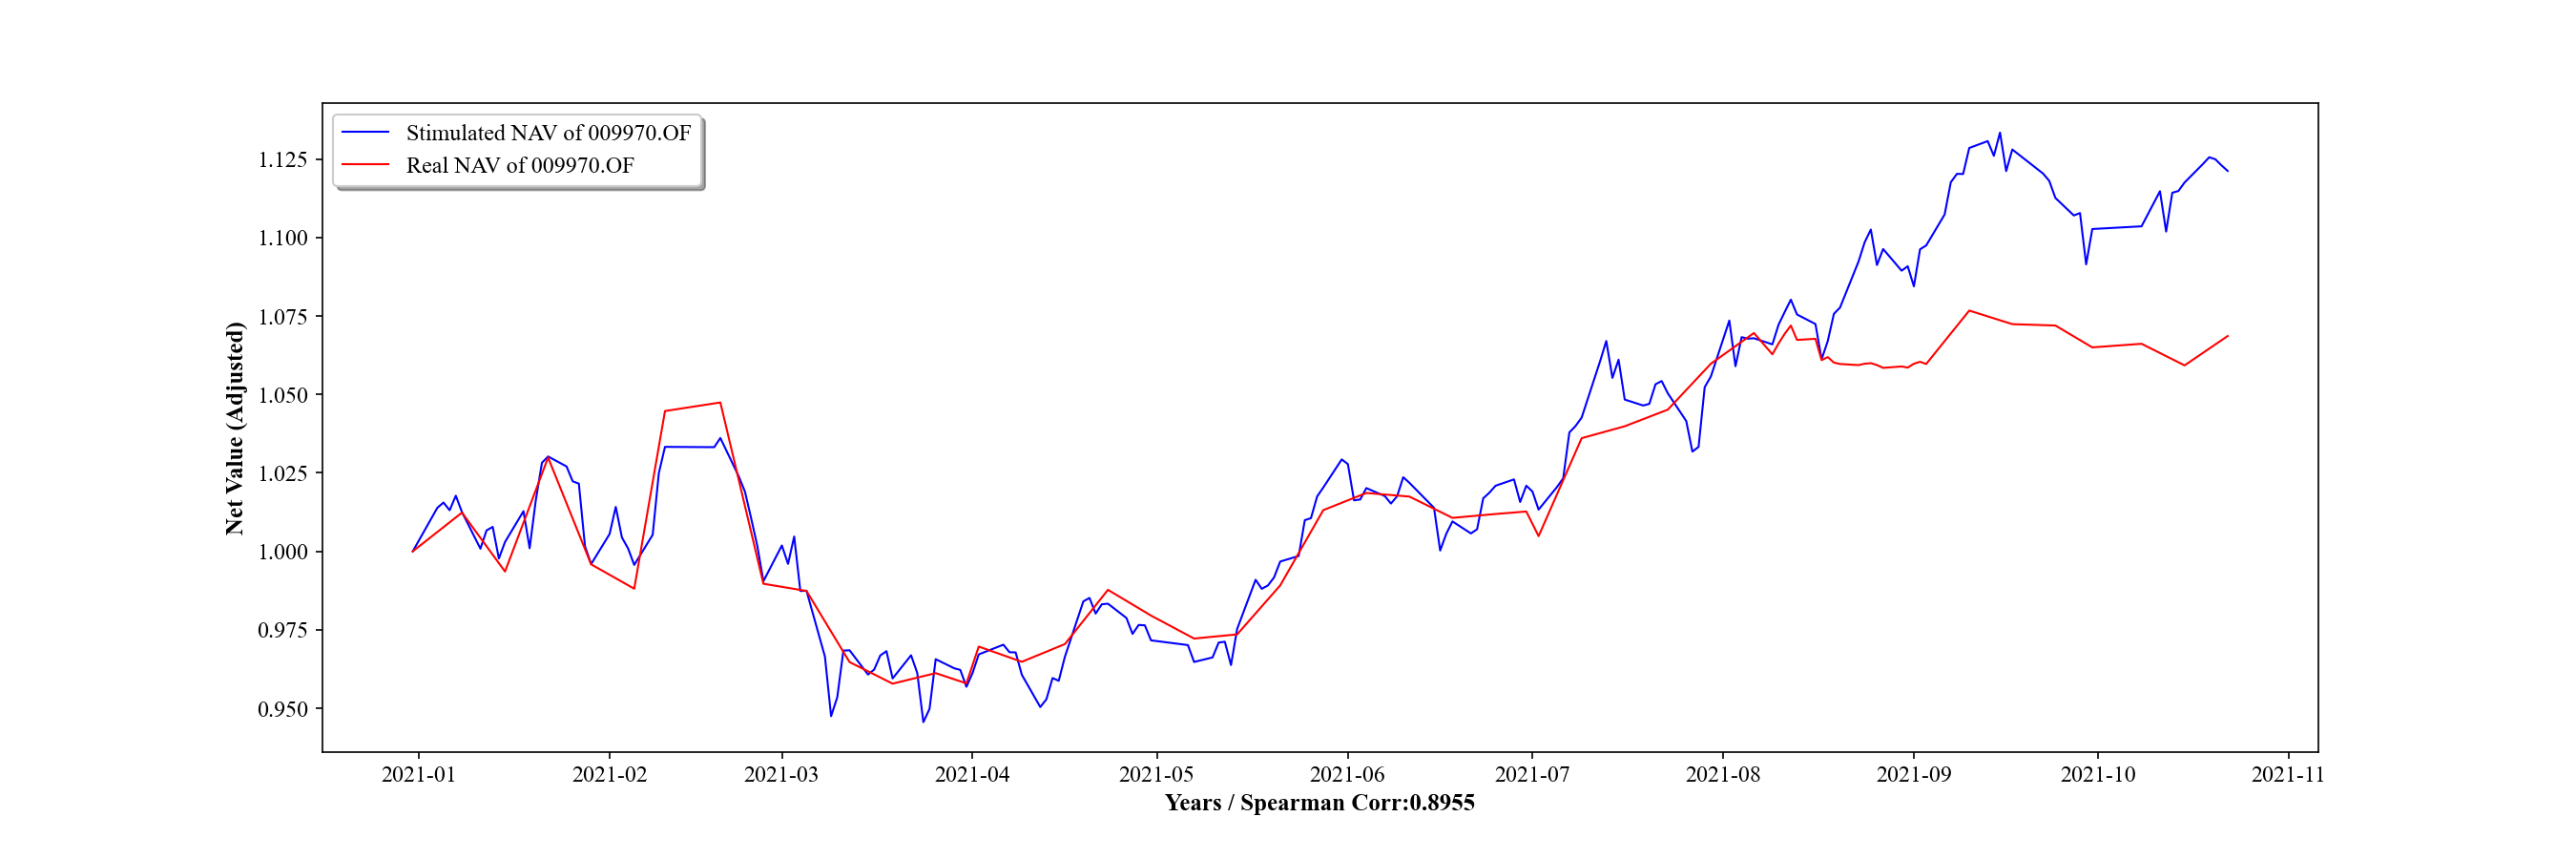 Stimulated NAV of 009970.OF
Real NAV of 009970.OF
Net Value (Adjusted)
1.125
1.100
1.075
1.050
1.025
1.000
0.975
0.950
2021-01 2021-02 2021-03 2021-04 2021-05 2021-06 2021-07 2021-08 2021-09 2021-10 2021-11
Years / Spearman Corr:0.8955